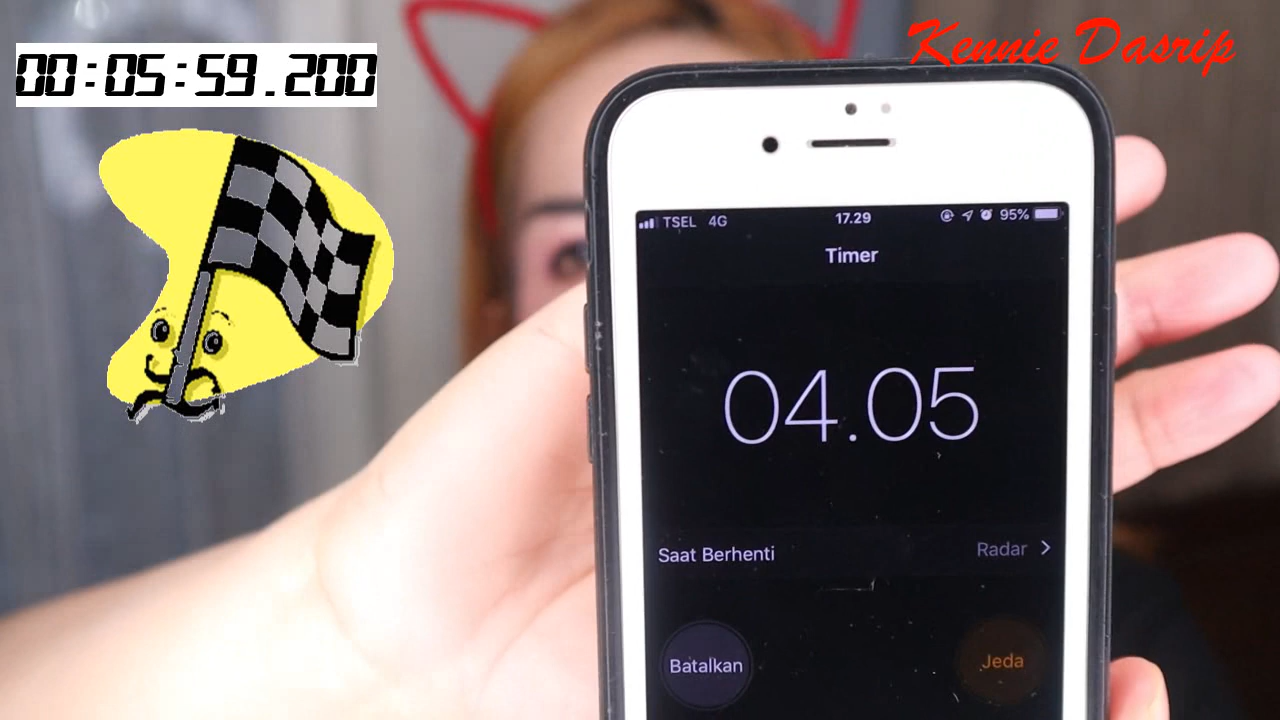 00:05:59.200
Kennie Dasrip
TSEL 4G 17.29 95%
Timer
04.05
Saat Berhenti Radar
Batalkan Jeda